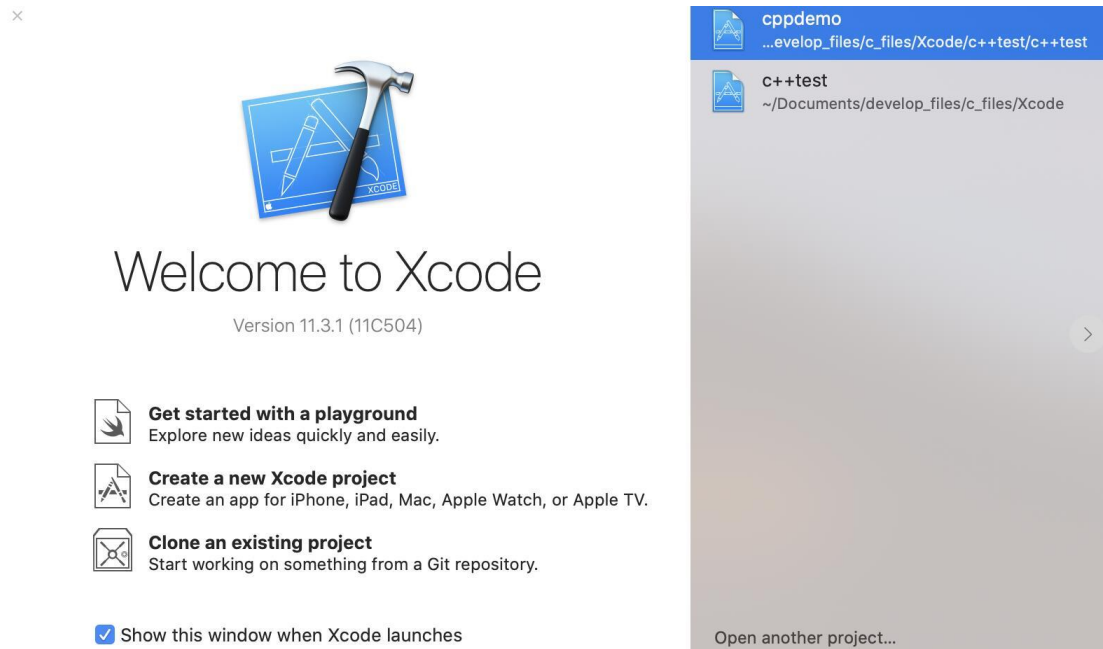 XCODE
Welcome to Xcode
Version 11.3.1 (11C504)
Get started with a playground
Explore new ideas quickly and easily.
Create a new Xcode project
Create an app for iPhone, iPad, Mac, Apple Watch, or Apple TV.
Clone an existing project
Start working on something from a Git repository.
Show this window when Xcode launches
cppdemo
...evelop_files/c_files/Xcode/c++test/c++test
c++test
~/Documents/develop_files/c_files/Xcode
Open another project...